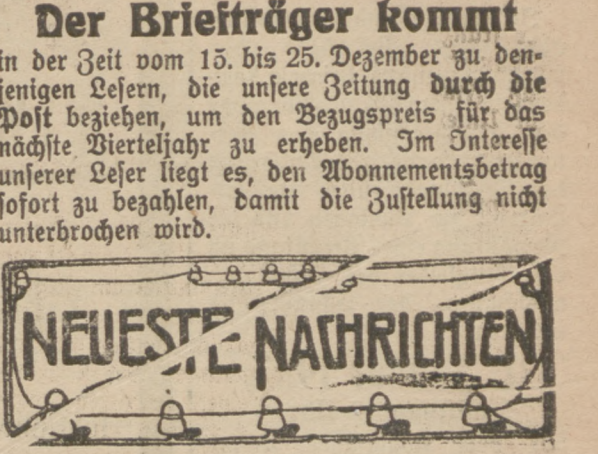 Der Briefträger kommt
in der Zeit vom 15. bis 25. Dezember zu den-
jenigen Lesern, die unsere Zeitung durch die
Post beziehen, um den Bezugspreis für das
nächste Vierteljahr zu erheben. Im Interesse
unserer Leser liegt es, den Abonnementsbetrag
sofort zu bezahlen, damit die Zustellung nicht
unterbrochen wird.
NEUESTE NACHRICHTEN